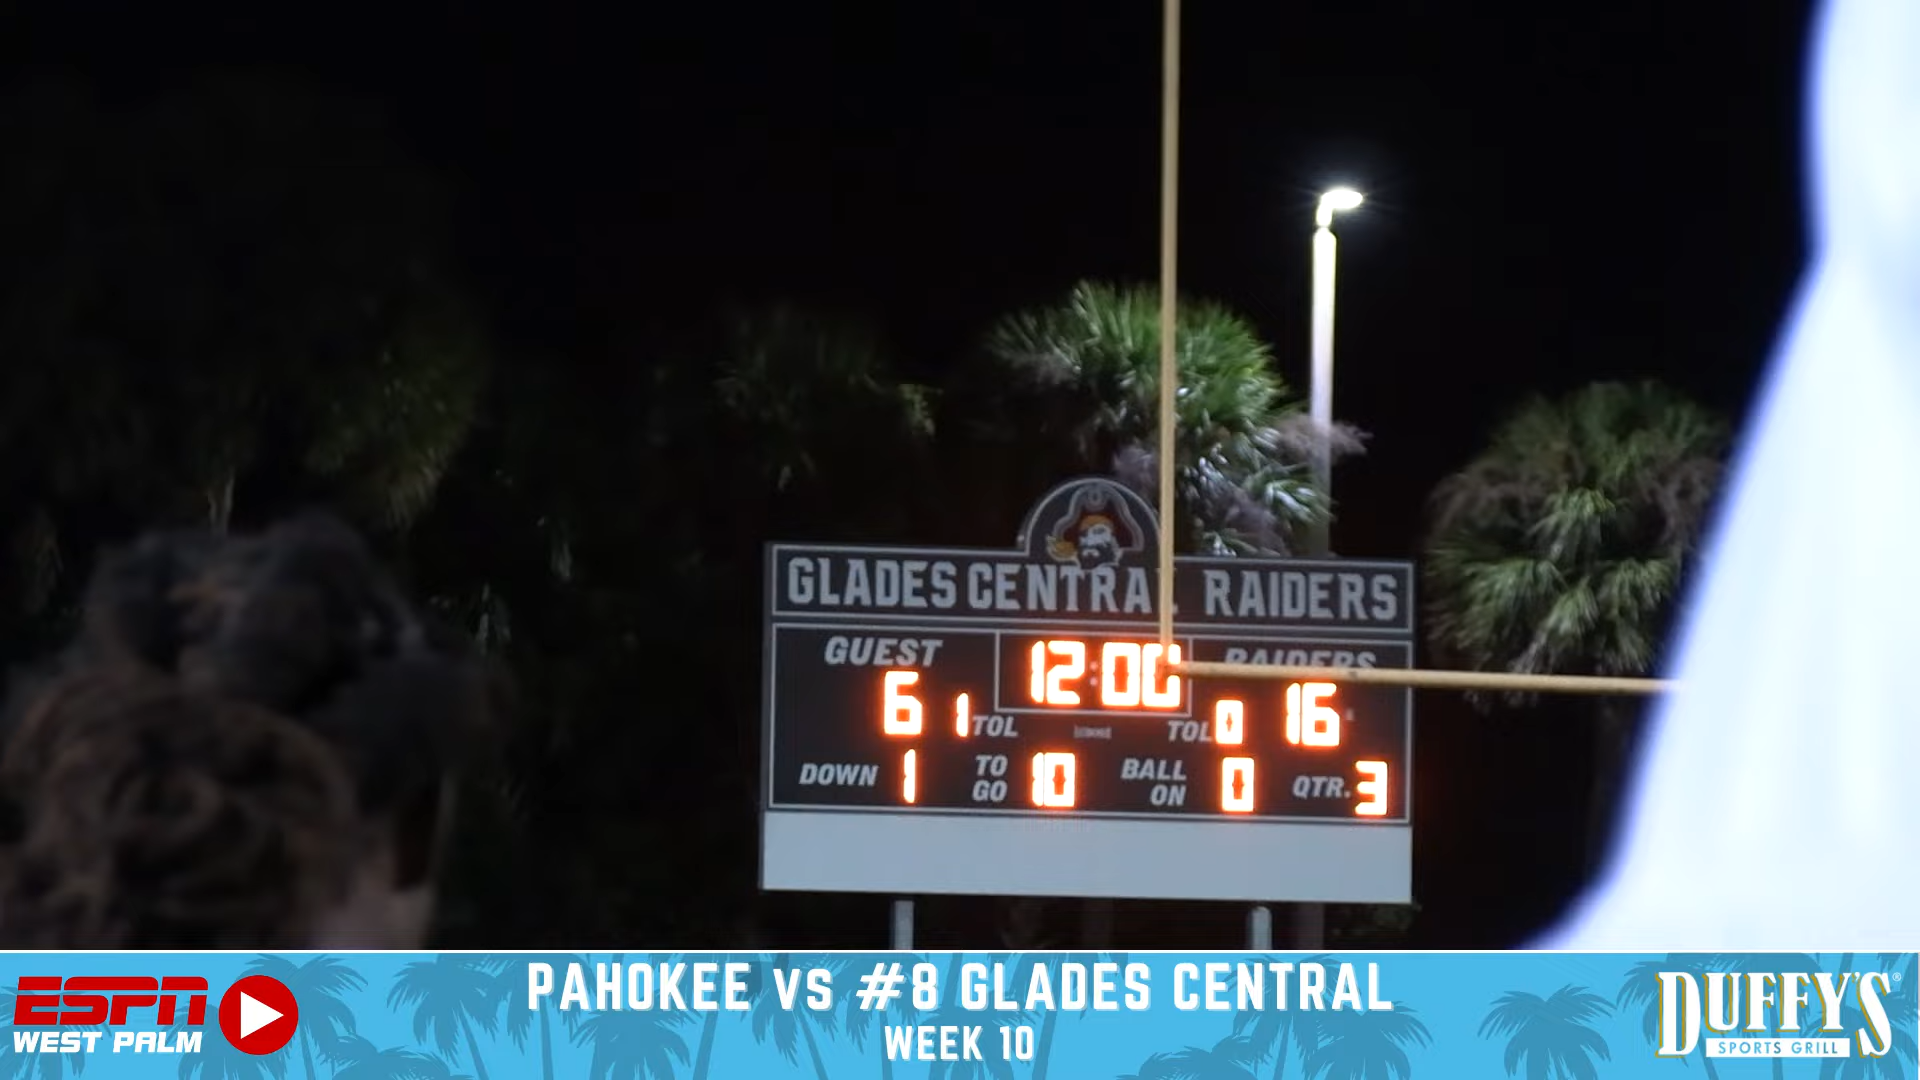 GLADES CENTRAL RAIDERS
GUEST 12:00 RAIDERS
6 1 TOL TOL 0 16
DOWN 1 TO GO 10 BALL ON 0 QTR. 3
ESPN
WEST PALM
PAHOKEE vs #8 GLADES CENTRAL
WEEK 10
DUFFY'S®
SPORTS GRILL